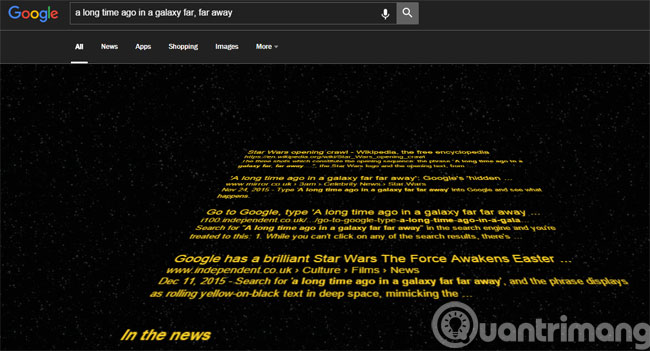 Google a long time ago in a galaxy far, far away
All News Apps Shopping Images More
Star Wars opening crawl - Wikipedia, the free encyclopedia
https://en.wikipedia.org/wiki/Star_Wars_opening_crawl
The three shots which constitute the opening sequence: the phrase "A long time ago in a
galaxy far, far away. ...", the Star Wars logo and the opening text, from
'A long time ago in a galaxy far far away": Google's "hidden ...
www.mirror.co.uk › 3am › Celebrity News › Star Wars
Nov 24, 2015 - Type 'A long time ago in a galaxy far far away' into Google and see what
happens.
Go to Google, type 'A long time ago in a galaxy far far away ...
i100.independent.co.uk/.../go-to-google-type-a-long-time-ago-in-a-gala...
Search for "A long time ago in a galaxy far far away" in the search engine and you're
treated to this: 1. While you can't click on any of the search results, there's ...
Google has a brilliant Star Wars The Force Awakens Easter ...
www.independent.co.uk › Culture › Films › News
Dec 11, 2015 - Search for 'a long time ago in a galaxy far far away', and the phrase displays
as rolling yellow-on-black text in deep space, mimicking the ...
In the news
Quantrimang